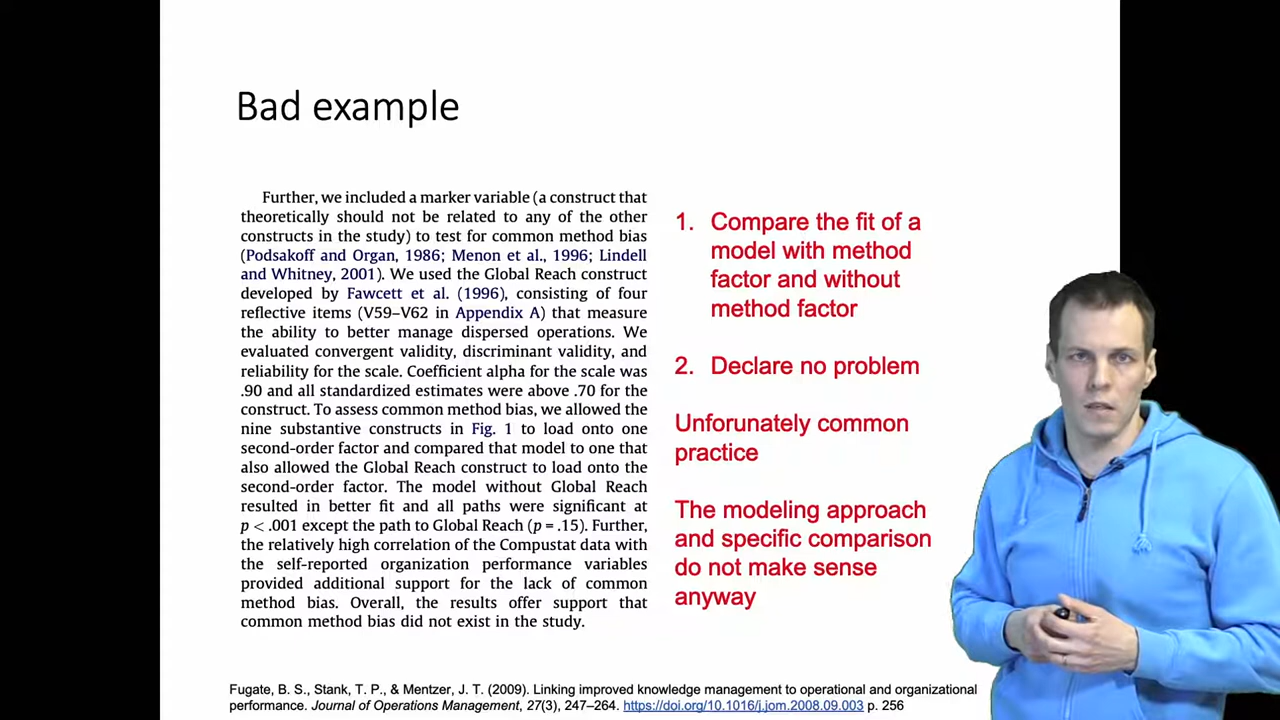 Bad example
Further, we included a marker variable (a construct that
theoretically should not be related to any of the other
constructs in the study) to test for common method bias
(Podsakoff and Organ, 1986; Menon et al., 1996; Lindell
and Whitney, 2001). We used the Global Reach construct
developed by Fawcett et al. (1996), consisting of four
reflective items (V59–V62 in Appendix A) that measure
the ability to better manage dispersed operations. We
evaluated convergent validity, discriminant validity, and
reliability for the scale. Coefficient alpha for the scale was
.90 and all standardized estimates were above .70 for the
construct. To assess common method bias, we allowed the
nine substantive constructs in Fig. 1 to load onto one
second-order factor and compared that model to one that
also allowed the Global Reach construct to load onto the
second-order factor. The model without Global Reach
resulted in better fit and all paths were significant at
p < .001 except the path to Global Reach (p = .15). Further,
the relatively high correlation of the Compustat data with
the self-reported organization performance variables
provided additional support for the lack of common
method bias. Overall, the results offer support that
common method bias did not exist in the study.
1. Compare the fit of a
model with method
factor and without
method factor
2. Declare no problem
Unforunately common
practice
The modeling approach
and specific comparison
do not make sense
anyway
Fugate, B. S., Stank, T. P., & Mentzer, J. T. (2009). Linking improved knowledge management to operational and organizational
performance. Journal of Operations Management, 27(3), 247–264. https://doi.org/10.1016/j.jom.2008.09.003 p. 256